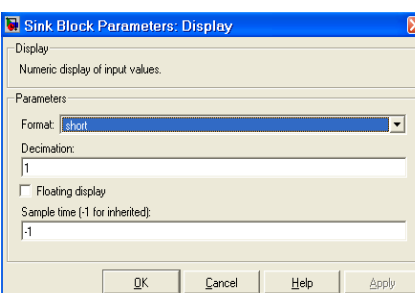 Sink Block Parameters: Display
Display
Numeric display of input values.
Parameters
Format: short
Decimation:
1
Floating display
Sample time (-1 for inherited):
-1
OK Cancel Help Apply